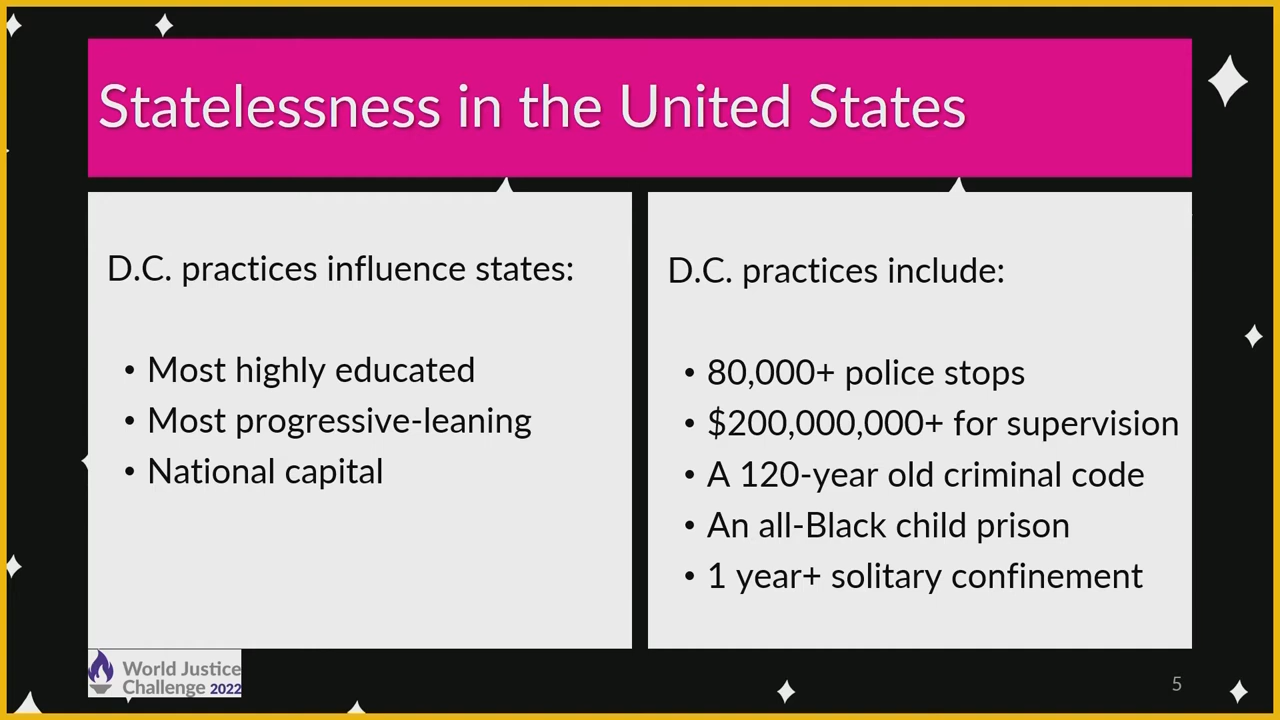 Statelessness in the United States
D.C. practices influence states:
• Most highly educated
• Most progressive-leaning
• National capital
D.C. practices include:
• 80,000+ police stops
• $200,000,000+ for supervision
• A 120-year old criminal code
• An all-Black child prison
• 1 year+ solitary confinement
World Justice
Challenge 2022
5